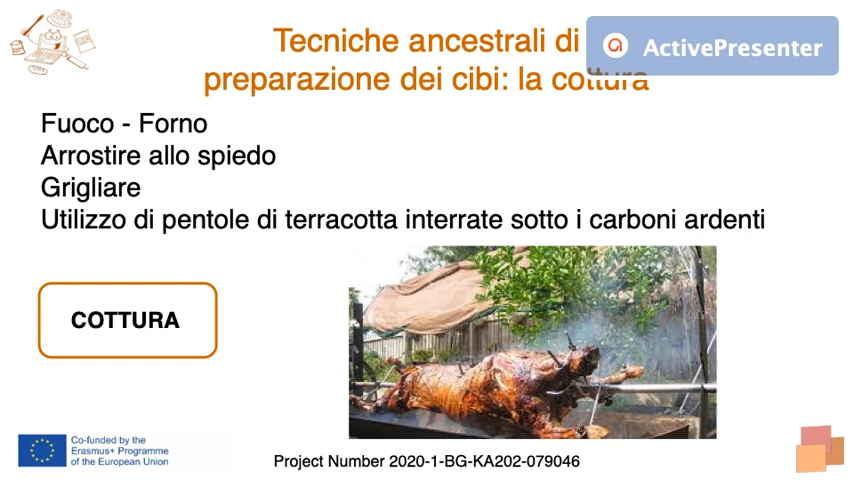 Tecniche ancestrali di
preparazione dei cibi: la cottura
ActivePresenter
Fuoco - Forno
Arrostire allo spiedo
Grigliare
Utilizzo di pentole di terracotta interrate sotto i carboni ardenti
COTTURA
Co-funded by the
Erasmus+ Programme
of the European Union
Project Number 2020-1-BG-KA202-079046